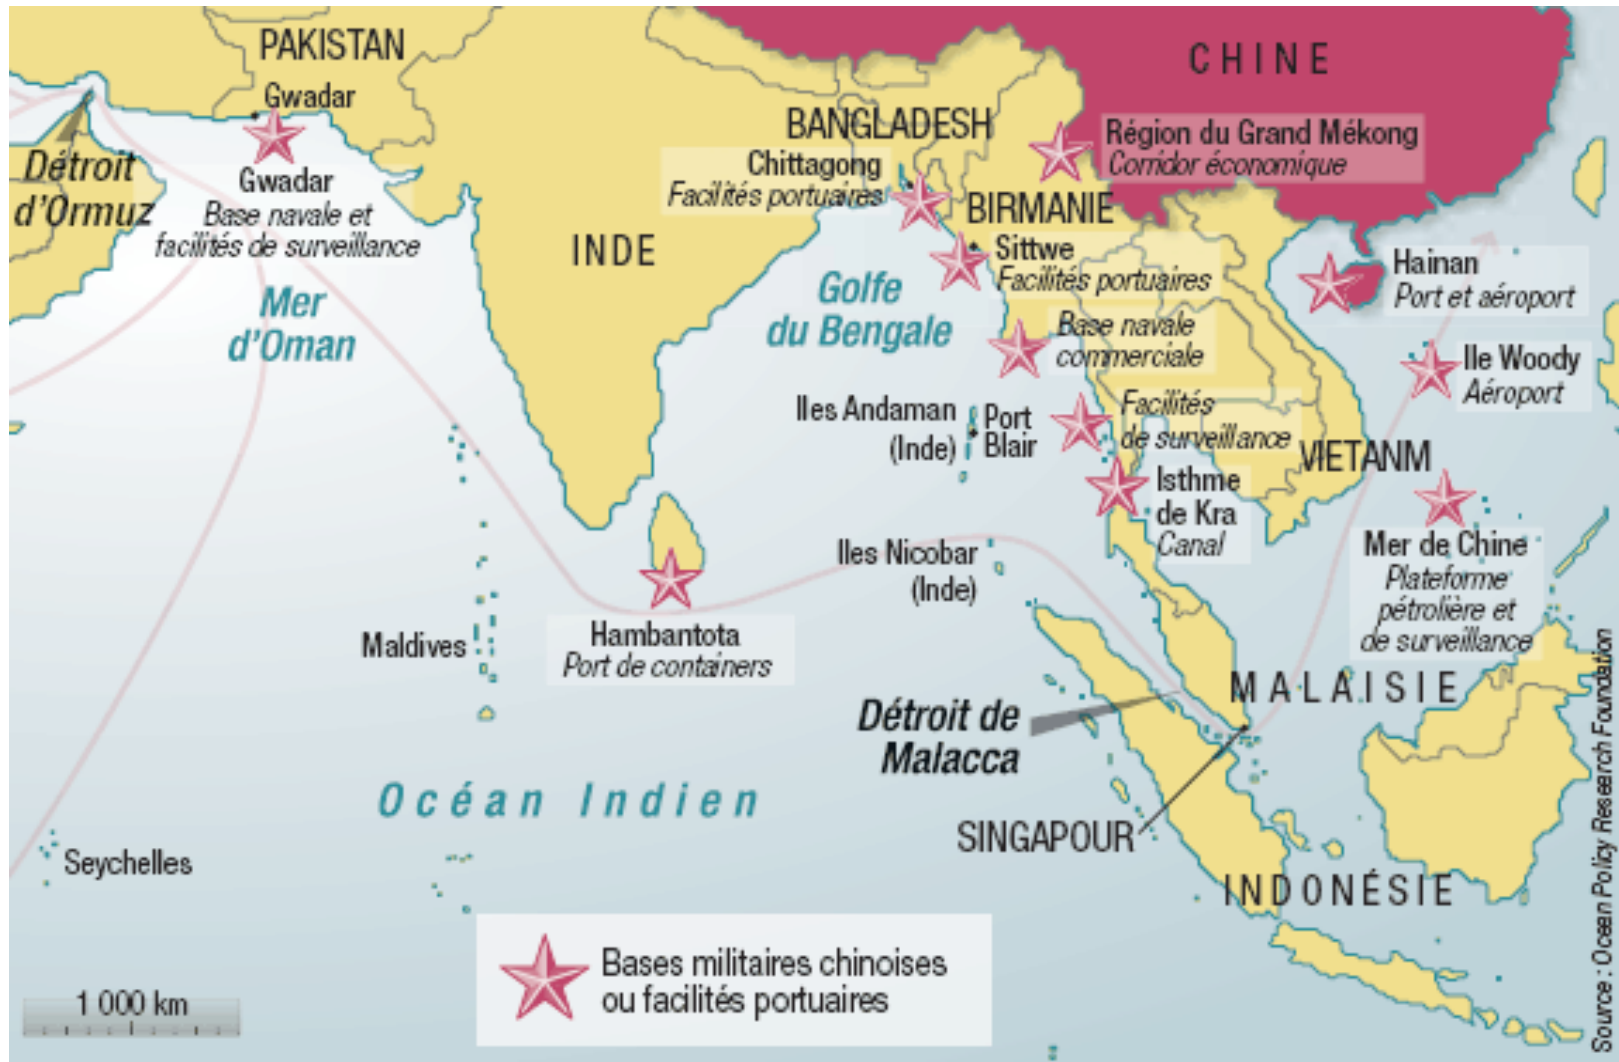 PAKISTAN
Gwadar
Détroit
d'Ormuz
Gwadar
Base navale et
facilités de surveillance
Mer
d'Oman
INDE
CHINE
BANGLADESH
Chittagong
Facilités portuaires
Région du Grand Mékong
Corridor économique
BIRMANIE
Sittwe
Facilités portuaires
Golfe
du Bengale
Base navale
commerciale
Hainan
Port et aéroport
Ile Woody
Aéroport
Iles Andaman
(Inde)
Port
Blair
Facilités
de surveillance
VIETANM
Isthme
de Kra
Canal
Iles Nicobar
(Inde)
Mer de Chine
Plateforme
pétrolière et
de surveillance
Maldives
Hambantota
Port de containers
MALAISIE
Détroit de
Malacca
Océan Indien
SINGAPOUR
Seychelles
INDONÉSIE
Bases militaires chinoises
ou facilités portuaires
1 000 km
Source : Ocean Policy Reseerch Foundation